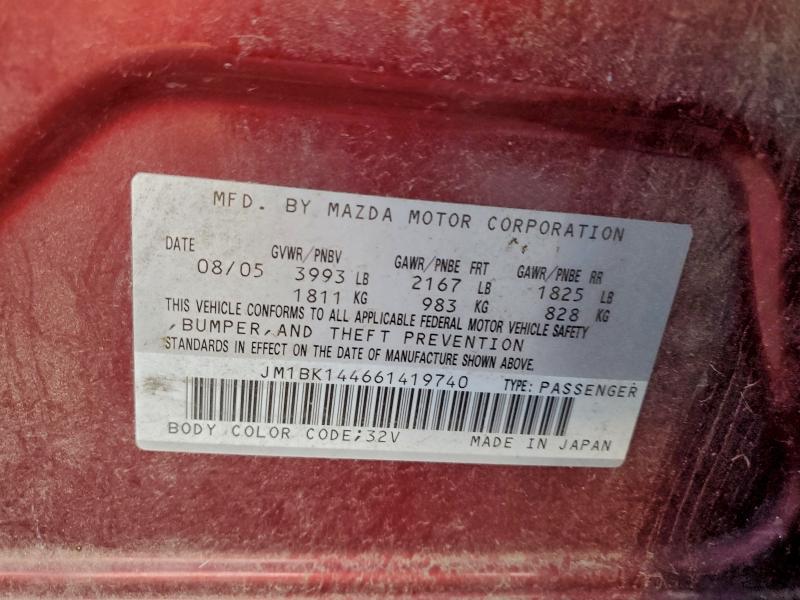 MFD. BY MAZDA MOTOR CORPORATION
DATE GVWR/PNBV GAWR/PNBE FRT GAWR/PNBE RR
08/05 3993 LB 2167 LB 1825 LB
1811 KG 983 KG 828 KG
THIS VEHICLE CONFORMS TO ALL APPLICABLE FEDERAL MOTOR VEHICLE SAFETY
,BUMPER,AND THEFT PREVENTION
STANDARDS IN EFFECT ON THE DATE OF MANUFACTURE SHOWN ABOVE.
JM1BK144661419740 TYPE: PASSENGER
BODY COLOR CODE;32V MADE IN JAPAN